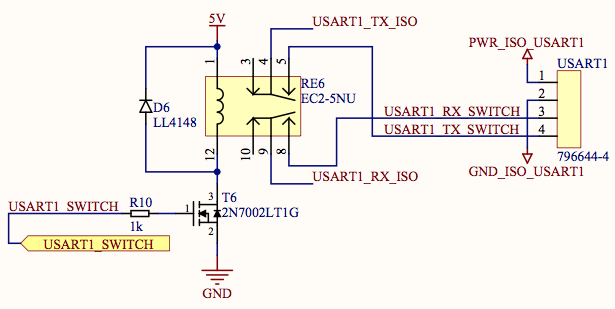 5V
USART1_TX_ISO
1
3
4
5
PWR_ISO_USART1
USART1
RE6
EC2-5NU
D6
LL4148
1
2
3
4
USART1_RX_SWITCH
USART1_TX_SWITCH
796644-4
12
10
9
8
GND_ISO_USART1
USART1_RX_ISO
T6
2N7002LT1G
USART1_SWITCH
R10
1k
1
3
2
USART1_SWITCH
GND